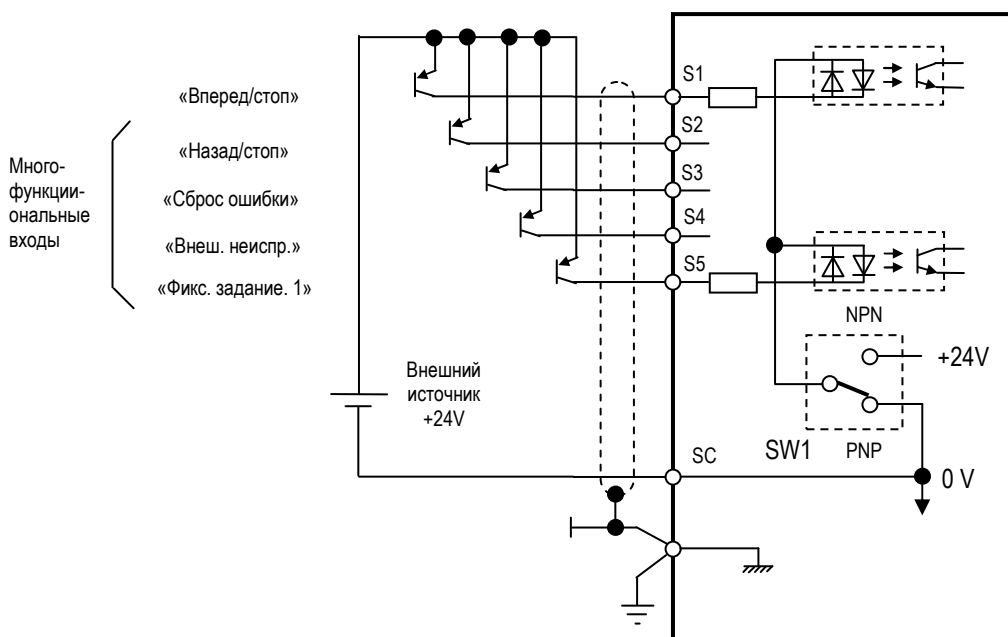 «Вперед/стоп»
Много-
функци-
ональные
входы
«Назад/стоп»
«Сброс ошибки»
«Внеш. неиспр.»
«Фикс. задание. 1»
Внешний
источник
+24V
S1
S2
S3
S4
S5
NPN
+24V
SW1
PNP
SC
0 V